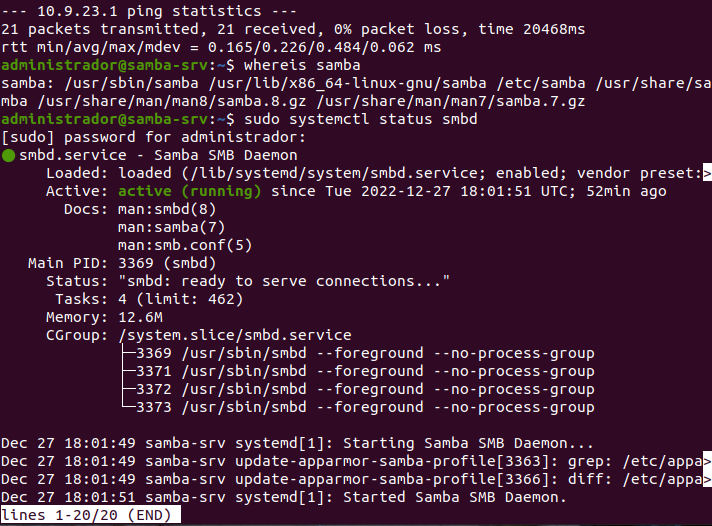 --- 10.9.23.1 ping statistics ---
21 packets transmitted, 21 received, 0% packet loss, time 20468ms
rtt min/avg/max/mdev = 0.165/0.226/0.484/0.062 ms
administrador@samba-srv:~$ whereis samba
samba: /usr/sbin/samba /usr/lib/x86_64-linux-gnu/samba /etc/samba /usr/share/sa
mba /usr/share/man/man8/samba.8.gz /usr/share/man/man7/samba.7.gz
administrador@samba-srv:~$ sudo systemctl status smbd
[sudo] password for administrador:
● smbd.service - Samba SMB Daemon
     Loaded: loaded (/lib/systemd/system/smbd.service; enabled; vendor preset:>
     Active: active (running) since Tue 2022-12-27 18:01:51 UTC; 52min ago
       Docs: man:smbd(8)
             man:samba(7)
             man:smb.conf(5)
   Main PID: 3369 (smbd)
     Status: "smbd: ready to serve connections..."
      Tasks: 4 (limit: 462)
     Memory: 12.6M
     CGroup: /system.slice/smbd.service
             ├─3369 /usr/sbin/smbd --foreground --no-process-group
             ├─3371 /usr/sbin/smbd --foreground --no-process-group
             ├─3372 /usr/sbin/smbd --foreground --no-process-group
             └─3373 /usr/sbin/smbd --foreground --no-process-group

Dec 27 18:01:49 samba-srv systemd[1]: Starting Samba SMB Daemon...
Dec 27 18:01:49 samba-srv update-apparmor-samba-profile[3363]: grep: /etc/appa>
Dec 27 18:01:49 samba-srv update-apparmor-samba-profile[3366]: diff: /etc/appa>
Dec 27 18:01:51 samba-srv systemd[1]: Started Samba SMB Daemon.
lines 1-20/20 (END)